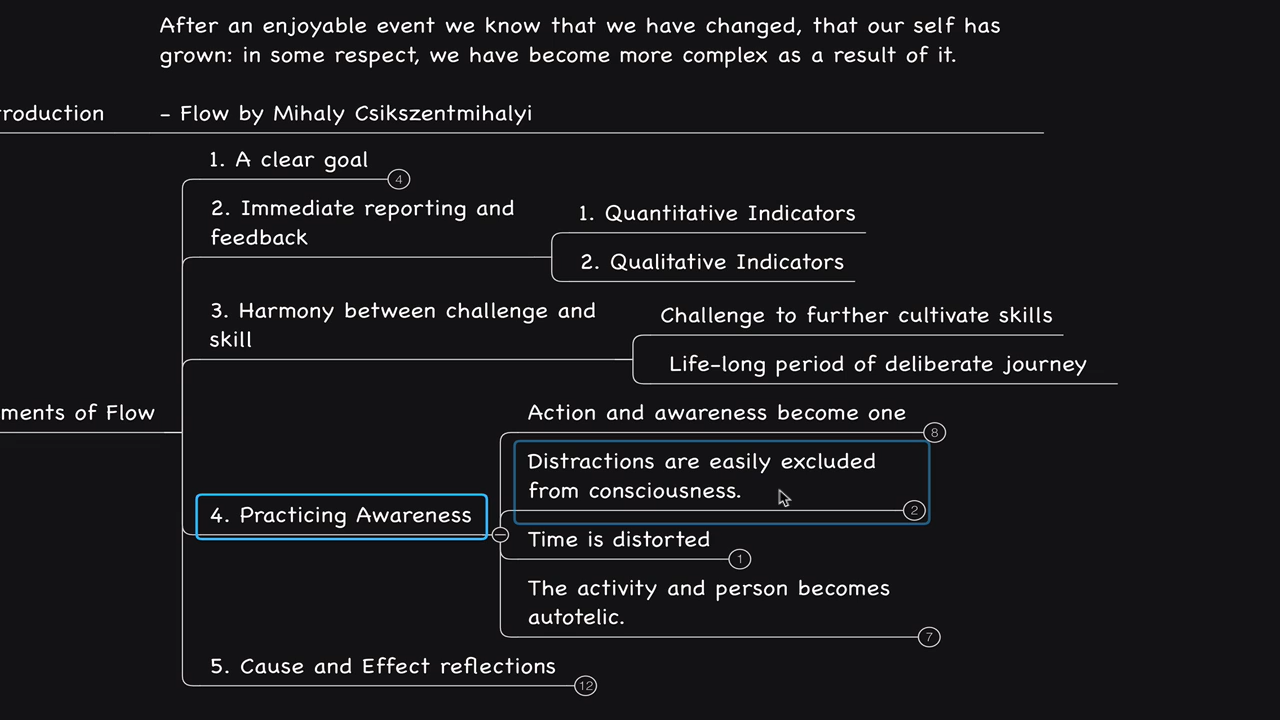 After an enjoyable event we know that we have changed, that our self has
grown: in some respect, we have become more complex as a result of it.
troduction
– Flow by Mihaly Csikszentmihalyi
1. A clear goal
4
2. Immediate reporting and
feedback
1. Quantitative Indicators
2. Qualitative Indicators
3. Harmony between challenge and
skill
Challenge to further cultivate skills
Life-long period of deliberate journey
ments of Flow
4. Practicing Awareness
Action and awareness become one
8
Distractions are easily excluded
from consciousness.
2
Time is distorted
1
The activity and person becomes
autotelic.
7
5. Cause and Effect reflections
12